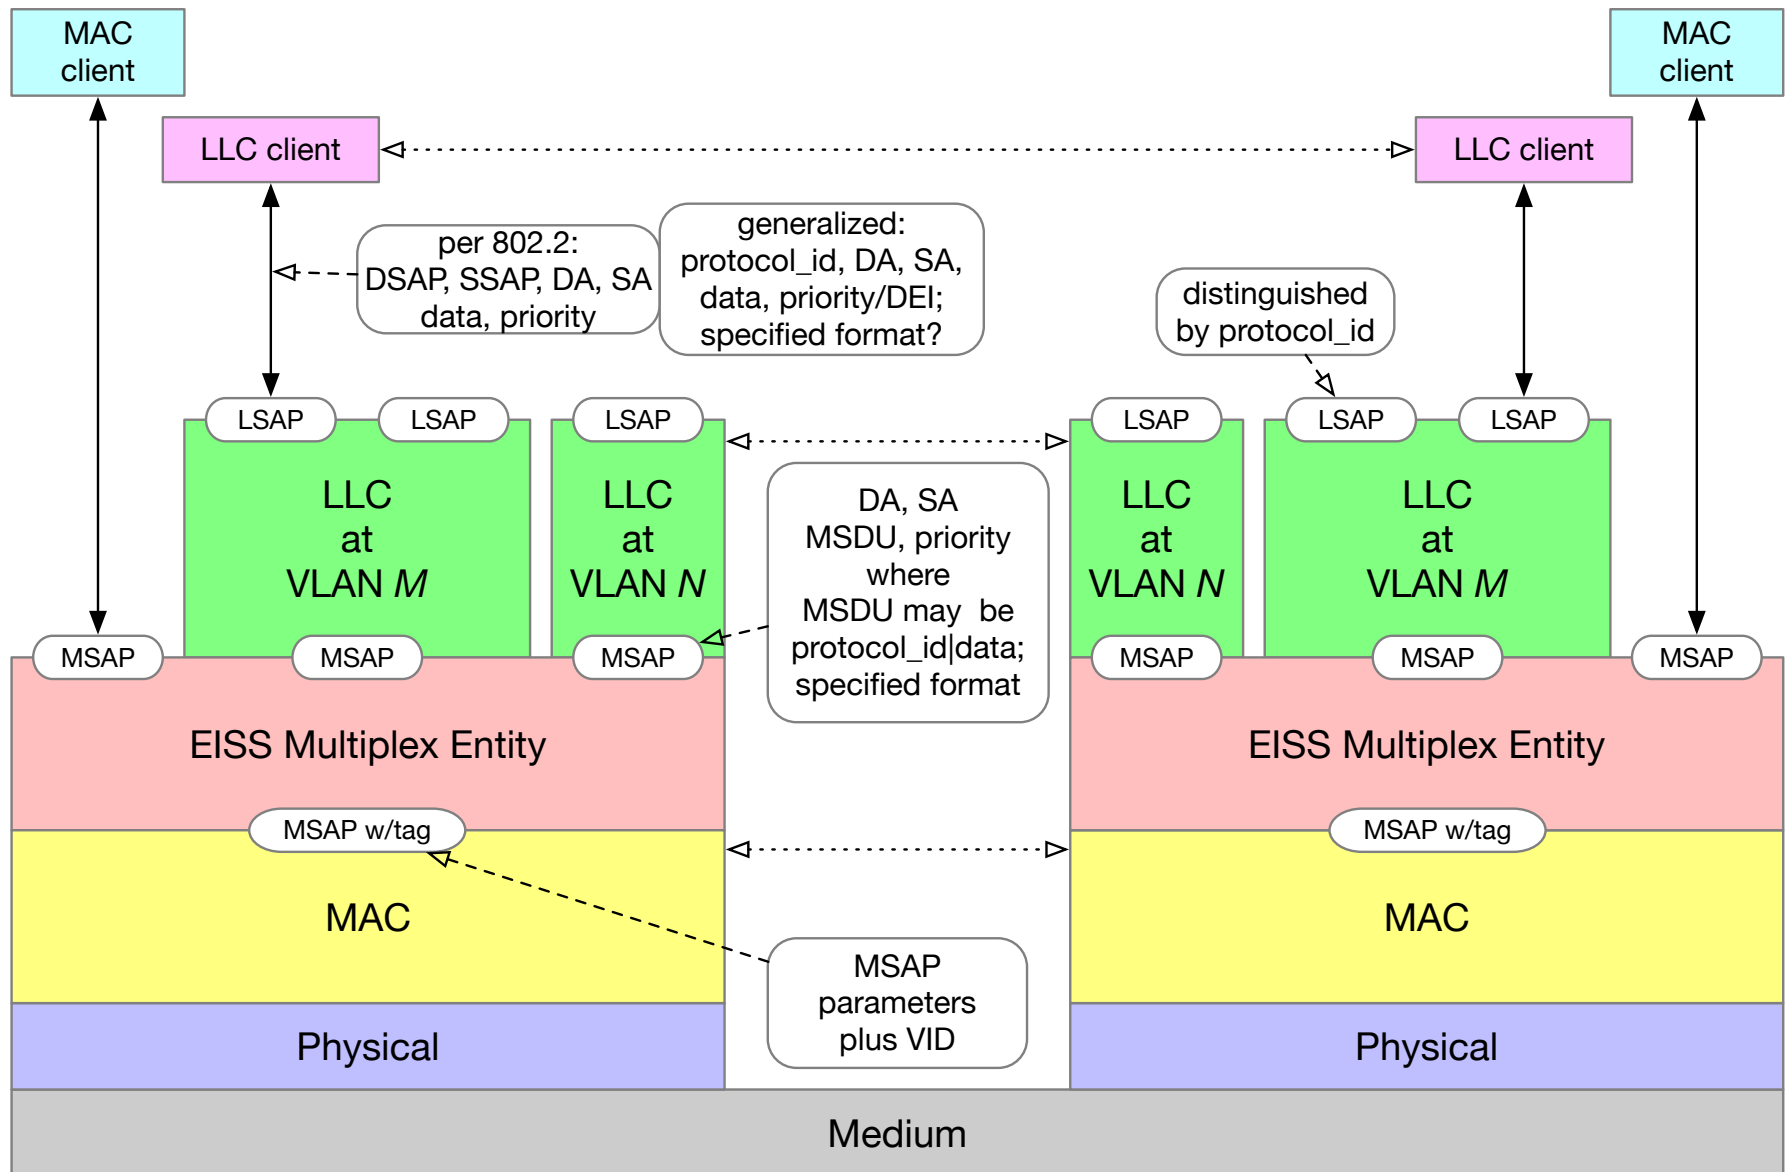 MAC
client
MAC
client
LLC client
LLC client
per 802.2:
DSAP, SSAP, DA, SA
data, priority
generalized:
protocol_id, DA, SA,
data, priority/DEI;
specified format?
distinguished
by protocol_id
LSAP
LSAP
LSAP
LSAP
LSAP
LSAP
LLC
at
VLAN M
LLC
at
VLAN N
DA, SA
MSDU, priority
where
MSDU may  be
protocol_id|data;
specified format
LLC
at
VLAN N
LLC
at
VLAN M
MSAP
MSAP
MSAP
MSAP
MSAP
MSAP
EISS Multiplex Entity
EISS Multiplex Entity
MSAP w/tag
MSAP w/tag
MAC
MAC
MSAP
parameters
plus VID
Physical
Physical
Medium